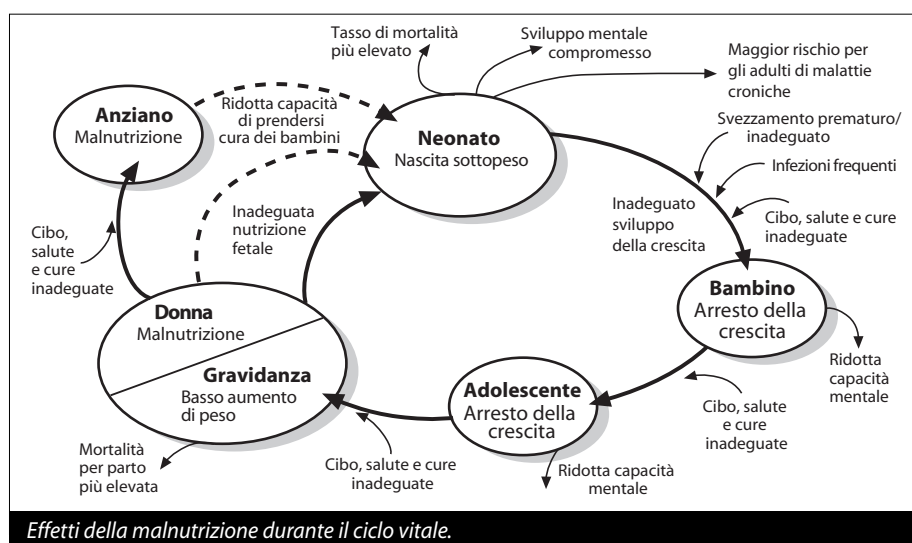 Tasso di mortalità
più elevato
Sviluppo mentale
compromesso
Maggior rischio per
gli adulti di malattie
croniche
Anziano
Malnutrizione
Ridotta capacità
di prendersi
cura dei bambini
Neonato
Nascita sottopeso
Svezzamento prematuro/
inadeguato
Infezioni frequenti
Cibo, salute e cure
inadeguate
Inadeguato
sviluppo
della crescita
Cibo,
salute
e cure
inadeguate
Inadeguata
nutrizione
fetale
Bambino
Arresto della
crescita
Donna
Malnutrizione
Gravidanza
Basso aumento
di peso
Adolescente
Arresto della
crescita
Ridotta
capacità
mentale
Cibo, salute
e cure
inadeguate
Mortalità
per parto
più elevata
Cibo, salute e cure
inadeguate
Ridotta capacità
mentale
Effetti della malnutrizione durante il ciclo vitale.